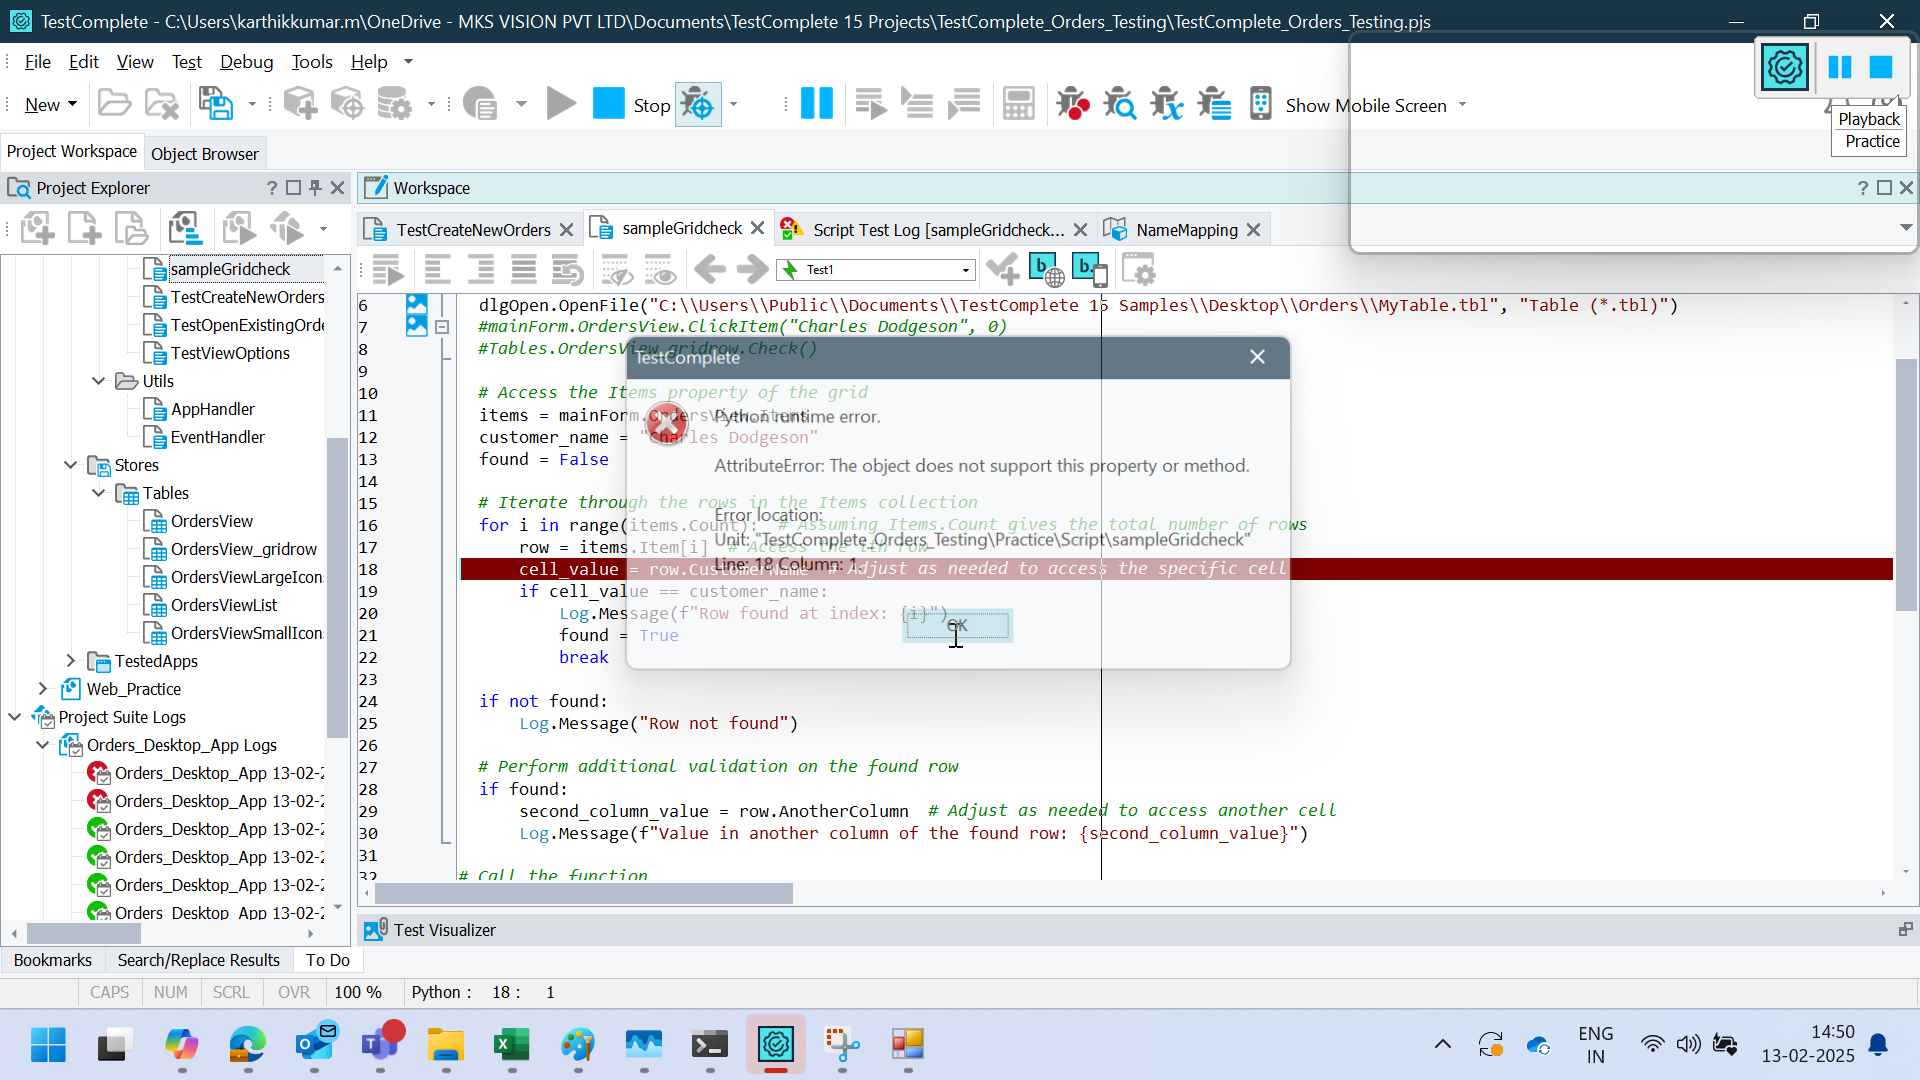 TestComplete - C:\Users\karthikkumar.m\OneDrive - MKS VISION PVT LTD\Documents\TestComplete 15 Projects\TestComplete_Orders_Testing\TestComplete_Orders_Testing.pjs
File Edit View Test Debug Tools Help
New Stop Show Mobile Screen
Playback
Practice
Project Workspace Object Browser
Project Explorer
Workspace
TestCreateNewOrders sampleGridcheck Script Test Log [sampleGridcheck... NameMapping
Test1
sampleGridcheck
TestCreateNewOrders
TestOpenExistingOrde
TestViewOptions
Utils
AppHandler
EventHandler
Stores
Tables
OrdersView
OrdersView_gridrow
OrdersViewLargeIcon
OrdersViewList
OrdersViewSmallIcon
TestedApps
Web_Practice
Project Suite Logs
Orders_Desktop_App Logs
Orders_Desktop_App 13-02-2
Orders_Desktop_App 13-02-2
Orders_Desktop_App 13-02-2
Orders_Desktop_App 13-02-2
Orders_Desktop_App 13-02-2
Orders_Desktop_App 13-02-2
6 dlgOpen.OpenFile("C:\\Users\\Public\\Documents\\TestComplete 15 Samples\\Desktop\\Orders\\MyTable.tbl", "Table (*.tbl)")
7 #mainForm.OrdersView.ClickItem("Charles Dodgeson", 0)
8 #Tables.OrdersView_gridrow.Check()
9
10 # Access the Items property of the grid
11 items = mainForm.OrdersView.Items
12 customer_name = "Charles Dodgeson"
13 found = False
14
15 # Iterate through the rows in the Items collection
16 for i in range(items.Count): # Assuming Items.Count gives the total number of rows
17 row = items.Item[i] # Access the ith row
18 cell_value = row.CustomerName # Adjust as needed to access the specific cell
19 if cell_value == customer_name:
20 Log.Message(f"Row found at index: {i}")
21 found = True
22 break
23
24 if not found:
25 Log.Message("Row not found")
26
27 # Perform additional validation on the found row
28 if found:
29 second_column_value = row.AnotherColumn # Adjust as needed to access another cell
30 Log.Message(f"Value in another column of the found row: {second_column_value}")
31
32 # Call the function
TestComplete
Python runtime error.
AttributeError: The object does not support this property or method.
Error location:
Unit: "TestComplete_Orders_Testing\Practice\Script\sampleGridcheck"
Line: 18 Column: 1.
OK
Test Visualizer
Bookmarks Search/Replace Results To Do
CAPS NUM SCRL OVR 100 % Python : 18 : 1
ENG
IN
14:50
13-02-2025